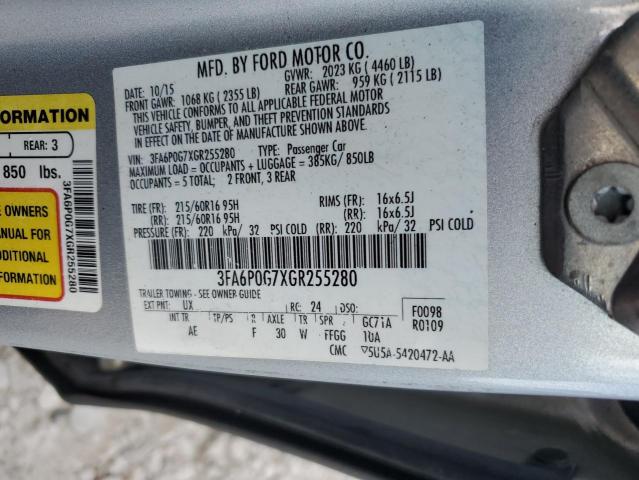 MFD. BY FORD MOTOR CO.
DATE: 10/15 GVWR: 2023 KG ( 4460 LB)
FRONT GAWR: 1068 KG ( 2355 LB) REAR GAWR: 959 KG ( 2115 LB)
THIS VEHICLE CONFORMS TO ALL APPLICABLE FEDERAL MOTOR
VEHICLE SAFETY, BUMPER, AND THEFT PREVENTION STANDARDS
IN EFFECT ON THE DATE OF MANUFACTURE SHOWN ABOVE.
VIN: 3FA6P0G7XGR255280 TYPE: Passenger Car
MAXIMUM LOAD = OCCUPANTS + LUGGAGE = 385KG/ 850LB
OCCUPANTS = 5 TOTAL; 2 FRONT, 3 REAR
TIRE (FR): 215/60R16 95H RIMS (FR): 16x6.5J
(RR): 215/60R16 95H (RR): 16x6.5J
PRESSURE (FR): 220 kPa/ 32 PSI COLD (RR): 220 kPa/ 32 PSI COLD
3FA6P0G7XGR255280
TRAILER TOWING - SEE OWNER GUIDE
EXT PNT: UX RC: 24 DSO: F0098
INT TR TP/PS R AXLE TR SPR GC71A R0109
AE F 30 W FFGG 10A
CMC ▽5U5A-5420472-AA
FORMATION
REAR: 3
850 lbs.
E OWNERS
ANUAL FOR
DDITIONAL
FORMATION
3FA6P0G7XGR255280